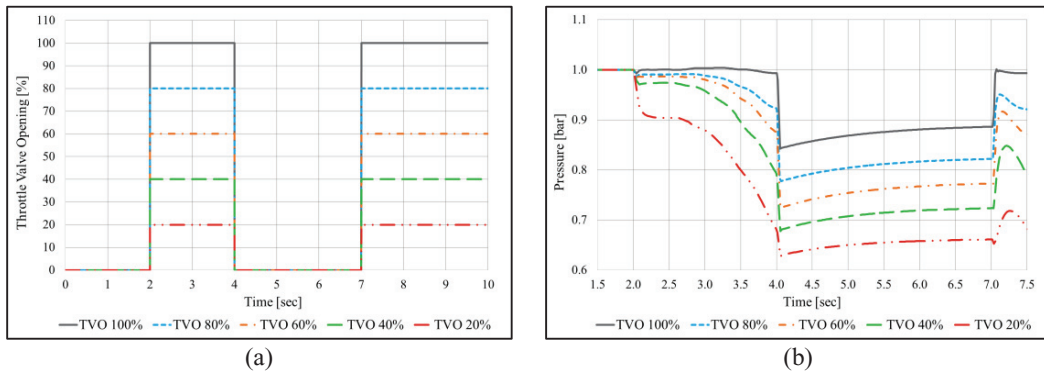 Throttle Valve Opening [%]
110
100
90
80
70
60
50
40
30
20
10
0
0 1 2 3 4 5 6 7 8 9 10
Time [sec]
TVO 100% TVO 80% TVO 60% TVO 40% TVO 20%
(a)
Pressure [bar]
1.1
1.0
0.9
0.8
0.7
0.6
1.5 2.0 2.5 3.0 3.5 4.0 4.5 5.0 5.5 6.0 6.5 7.0 7.5
Time [sec]
TVO 100% TVO 80% TVO 60% TVO 40% TVO 20%
(b)